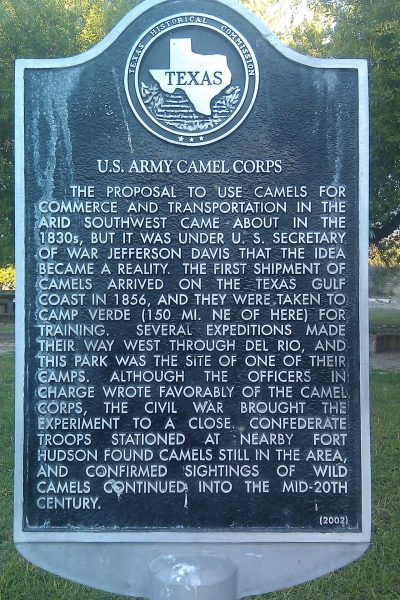 TEXAS HISTORICAL COMMISSION
TEXAS
U.S. ARMY CAMEL CORPS
THE PROPOSAL TO USE CAMELS FOR
COMMERCE AND TRANSPORTATION IN THE
ARID SOUTHWEST CAME ABOUT IN THE
1830s, BUT IT WAS UNDER U. S. SECRETARY
OF WAR JEFFERSON DAVIS THAT THE IDEA
BECAME A REALITY. THE FIRST SHIPMENT OF
CAMELS ARRIVED ON THE TEXAS GULF
COAST IN 1856, AND THEY WERE TAKEN TO
CAMP VERDE (150 MI. NE OF HERE) FOR
TRAINING. SEVERAL EXPEDITIONS MADE
THEIR WAY WEST THROUGH DEL RIO, AND
THIS PARK WAS THE SITE OF ONE OF THEIR
CAMPS. ALTHOUGH THE OFFICERS IN
CHARGE WROTE FAVORABLY OF THE CAMEL
CORPS, THE CIVIL WAR BROUGHT THE
EXPERIMENT TO A CLOSE. CONFEDERATE
TROOPS STATIONED AT NEARBY FORT
HUDSON FOUND CAMELS STILL IN THE AREA,
AND CONFIRMED SIGHTINGS OF WILD
CAMELS CONTINUED INTO THE MID-20TH
CENTURY.
(2002)